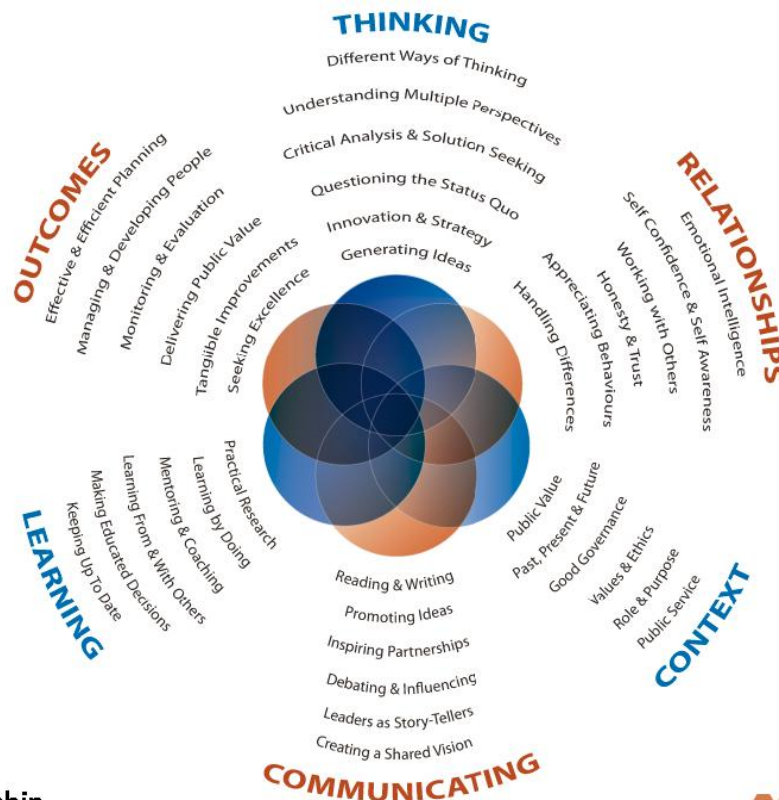 THINKING
Different Ways of Thinking
Understanding Multiple Perspectives
Critical Analysis & Solution Seeking
Questioning the Status Quo
Innovation & Strategy
Generating Ideas
RELATIONSHIPS
Emotional Intelligence
Self Confidence & Self Awareness
Working with Others
Honesty & Trust
Appreciating Behaviours
Handling Differences
CONTEXT
Public Value
Past, Present & Future
Good Governance
Values & Ethics
Role & Purpose
Public Service
COMMUNICATING
Reading & Writing
Promoting Ideas
Inspiring Partnerships
Debating & Influencing
Leaders as Story-Tellers
Creating a Shared Vision
LEARNING
Keeping Up To Date
Making Educated Decisions
Learning From & With Others
Mentoring & Coaching
Learning by Doing
Practical Research
OUTCOMES
Effective & Efficient Planning
Managing & Developing People
Monitoring & Evaluation
Delivering Public Value
Tangiible Improvements
Seeking Excellence